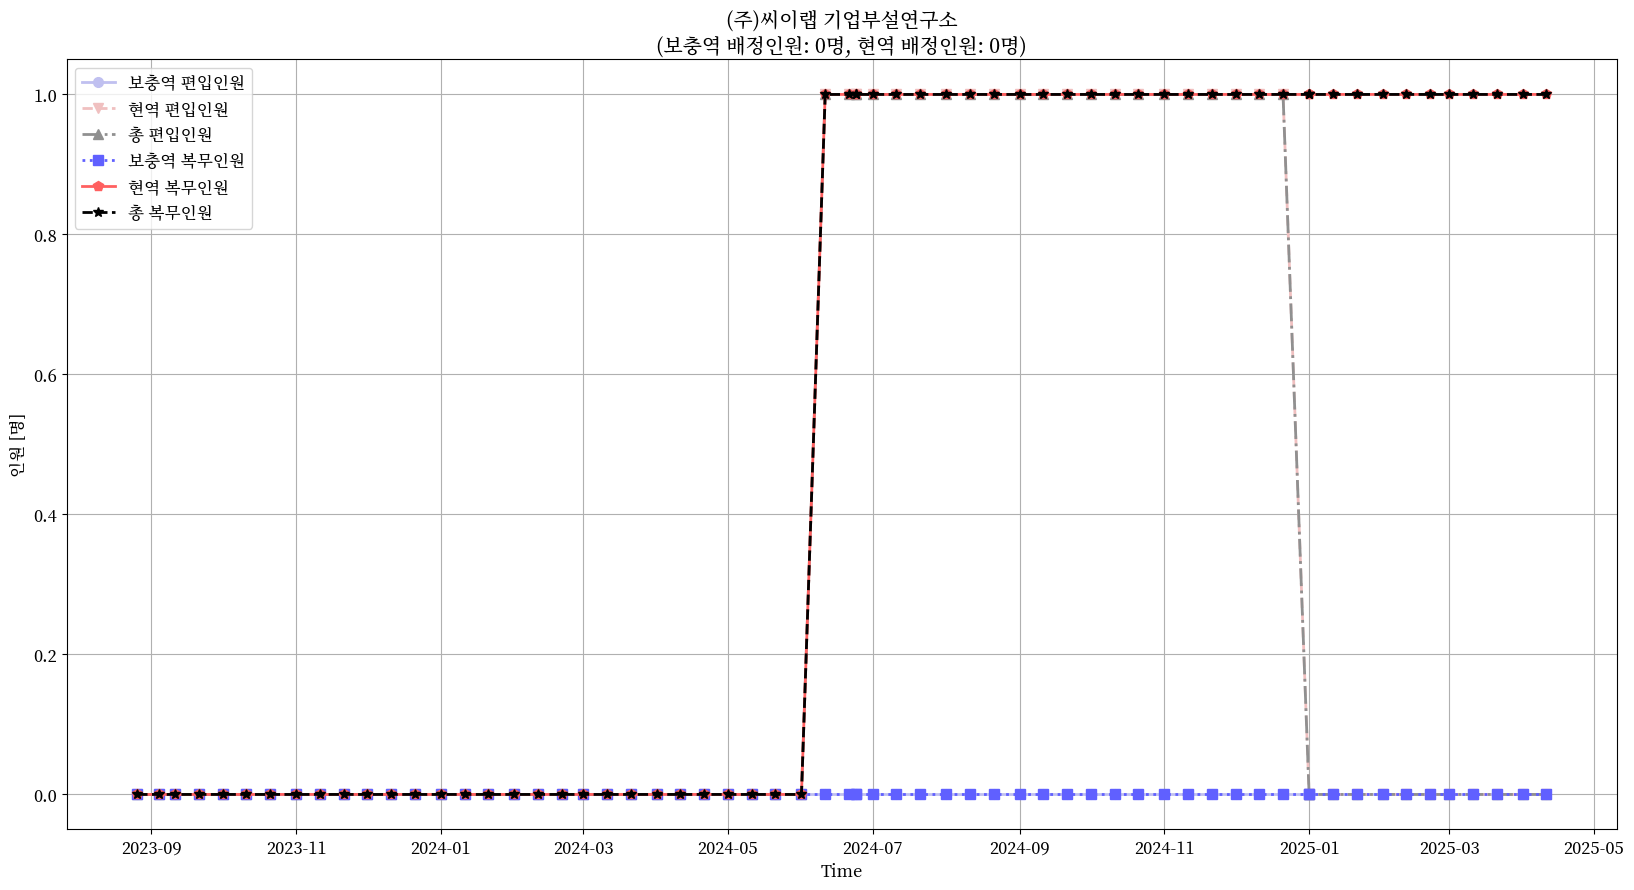 (주)씨이랩 기업부설연구소
(보충역 배정인원: 0명, 현역 배정인원: 0명)
보충역 편입인원
현역 편입인원
총 편입인원
보충역 복무인원
현역 복무인원
총 복무인원
1.0
0.8
0.6
0.4
0.2
0.0
인원 [명]
2023-09 2023-11 2024-01 2024-03 2024-05 2024-07 2024-09 2024-11 2025-01 2025-03 2025-05
Time